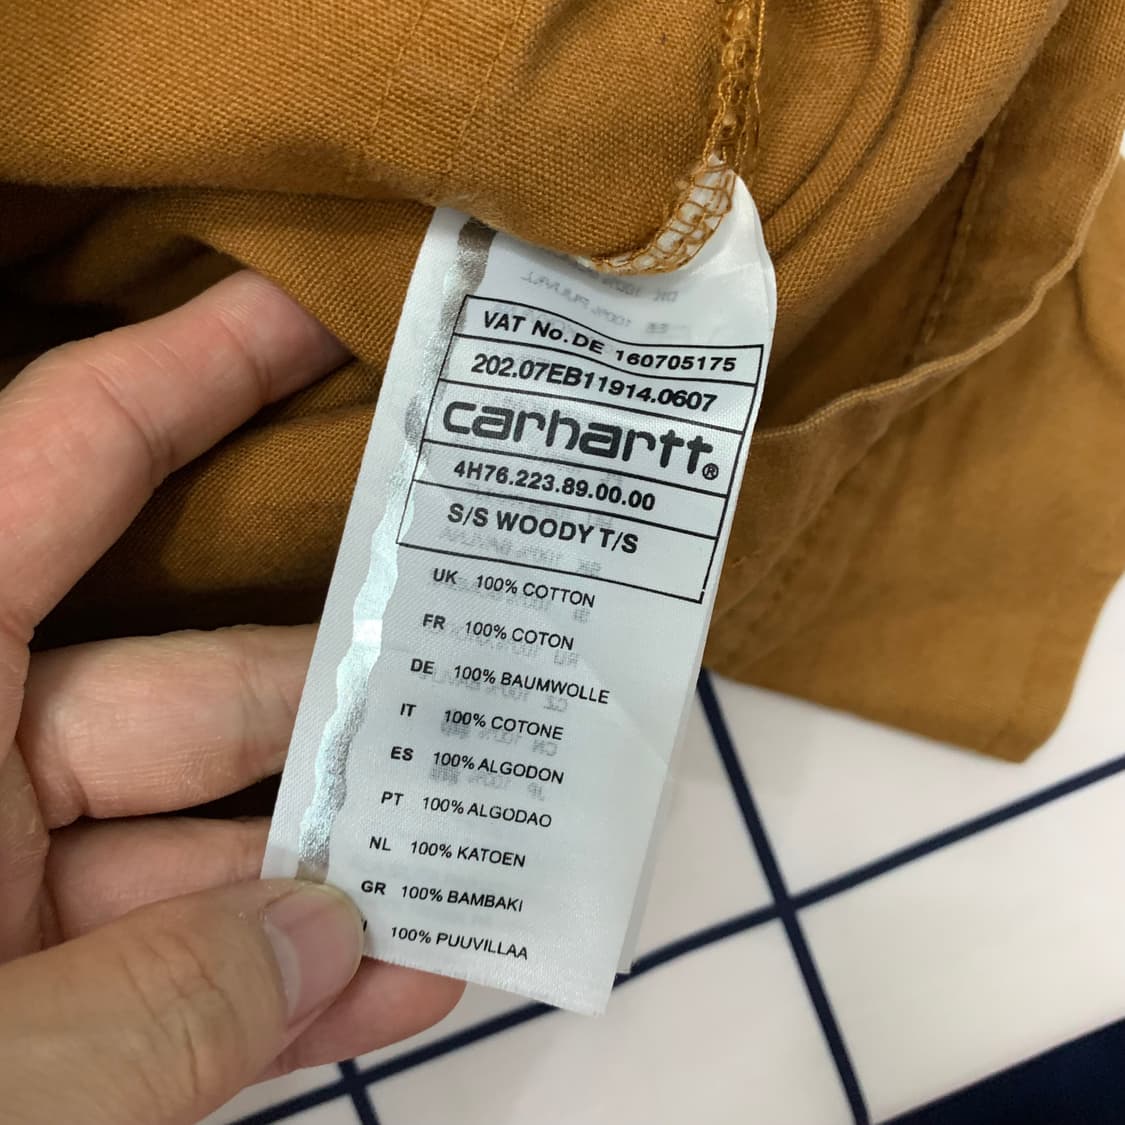 VAT No.DE 160705175
202.07EB11914.0607
carhartt®
4H76.223.89.00.00
S/S WOODY T/S
UK 100% COTTON
FR 100% COTON
DE 100% BAUMWOLLE
IT 100% COTONE
ES 100% ALGODON
PT 100% ALGODAO
NL 100% KATOEN
GR 100% BAMBAKI
100% PUUVILLAA